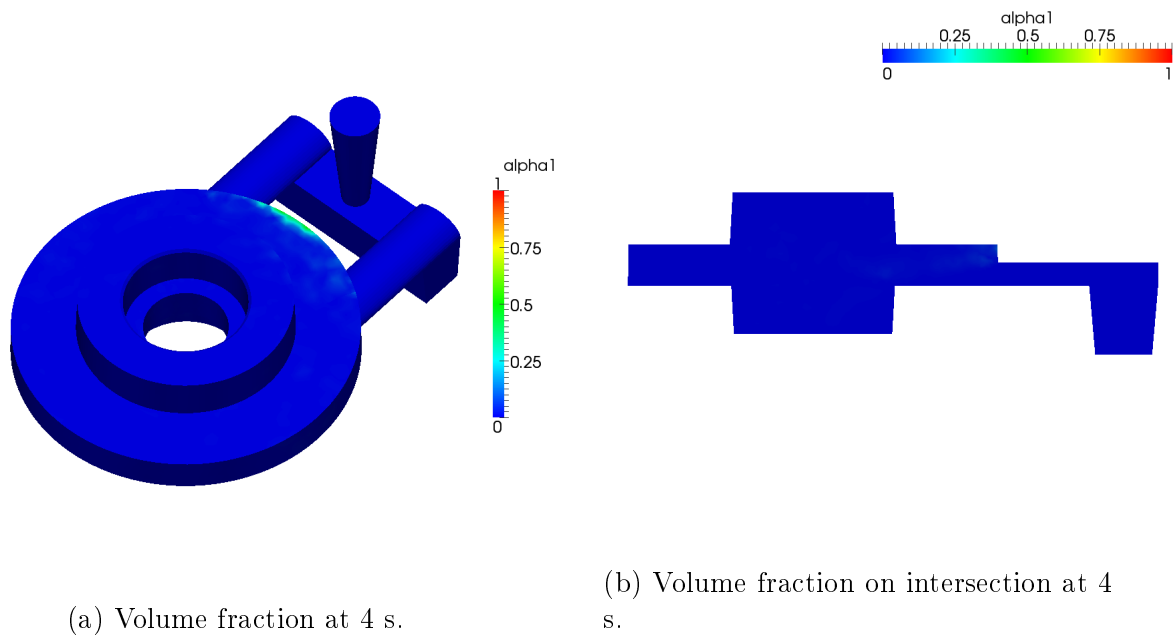 alpha1
0.25 0.5 0.75
0 1
alpha1
1
0.75
0.5
0.25
0
(a) Volume fraction at 4 s.
(b) Volume fraction on intersection at 4
s.